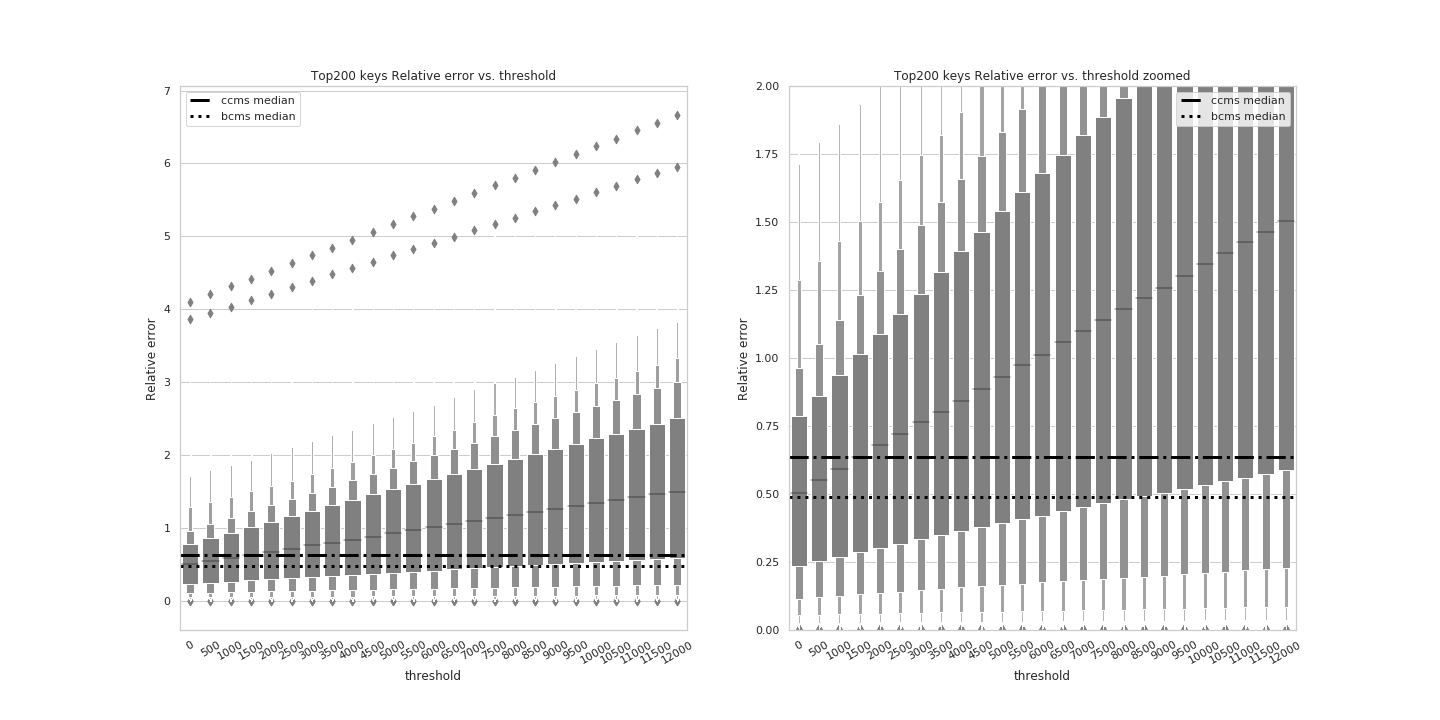 Top200 keys Relative error vs. threshold
ccms median
bcms median
7
6
5
4
3
2
1
0
Relative error
0 500 1000 1500 2000 2500 3000 3500 4000 4500 5000 5500 6000 6500 7000 7500 8000 8500 9000 9500 10000 10500 11000 11500 12000
threshold
Top200 keys Relative error vs. threshold zoomed
ccms median
bcms median
2.00
1.75
1.50
1.25
1.00
0.75
0.50
0.25
0.00
Relative error
0 500 1000 1500 2000 2500 3000 3500 4000 4500 5000 5500 6000 6500 7000 7500 8000 8500 9000 9500 10000 10500 11000 11500 12000
threshold